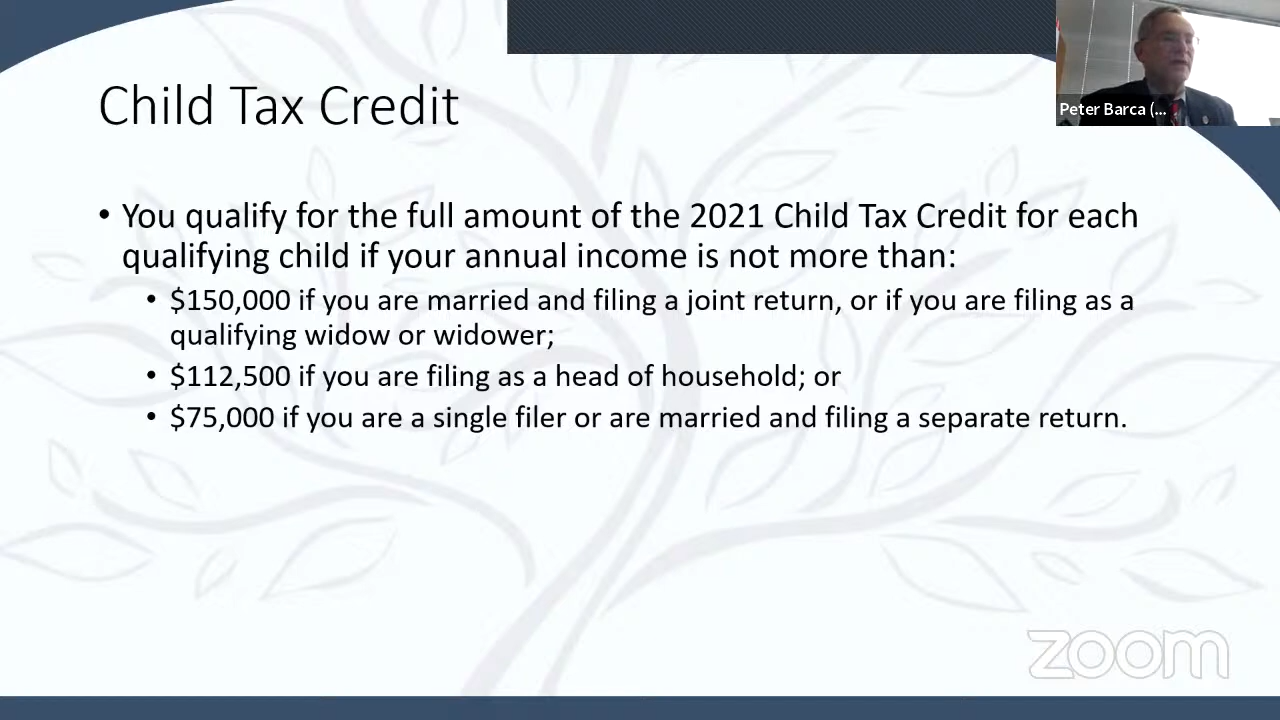 Child Tax Credit
Peter Barca (...
• You qualify for the full amount of the 2021 Child Tax Credit for each
qualifying child if your annual income is not more than:
• $150,000 if you are married and filing a joint return, or if you are filing as a
qualifying widow or widower;
• $112,500 if you are filing as a head of household; or
• $75,000 if you are a single filer or are married and filing a separate return.
zoom